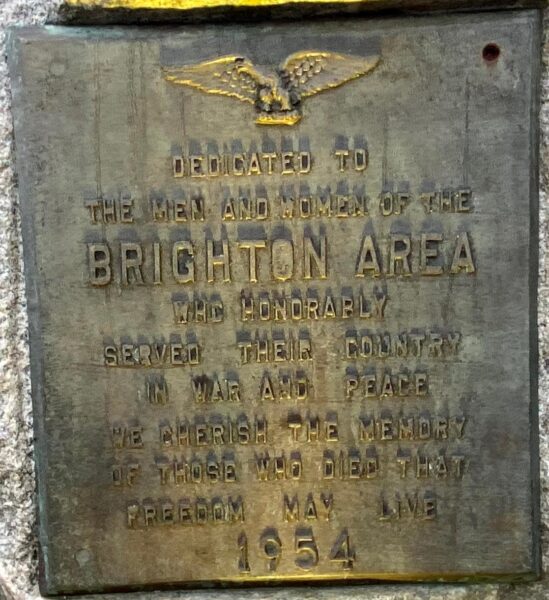 DEDICATED TO
THE MEN AND WOMEN OF THE
BRIGHTON AREA
WHO HONORABLY
SERVED THEIR COUNTRY
IN WAR AND PEACE
WE CHERISH THE MEMORY
OF THOSE WHO DIED THAT
FREEDOM MAY LIVE
1954